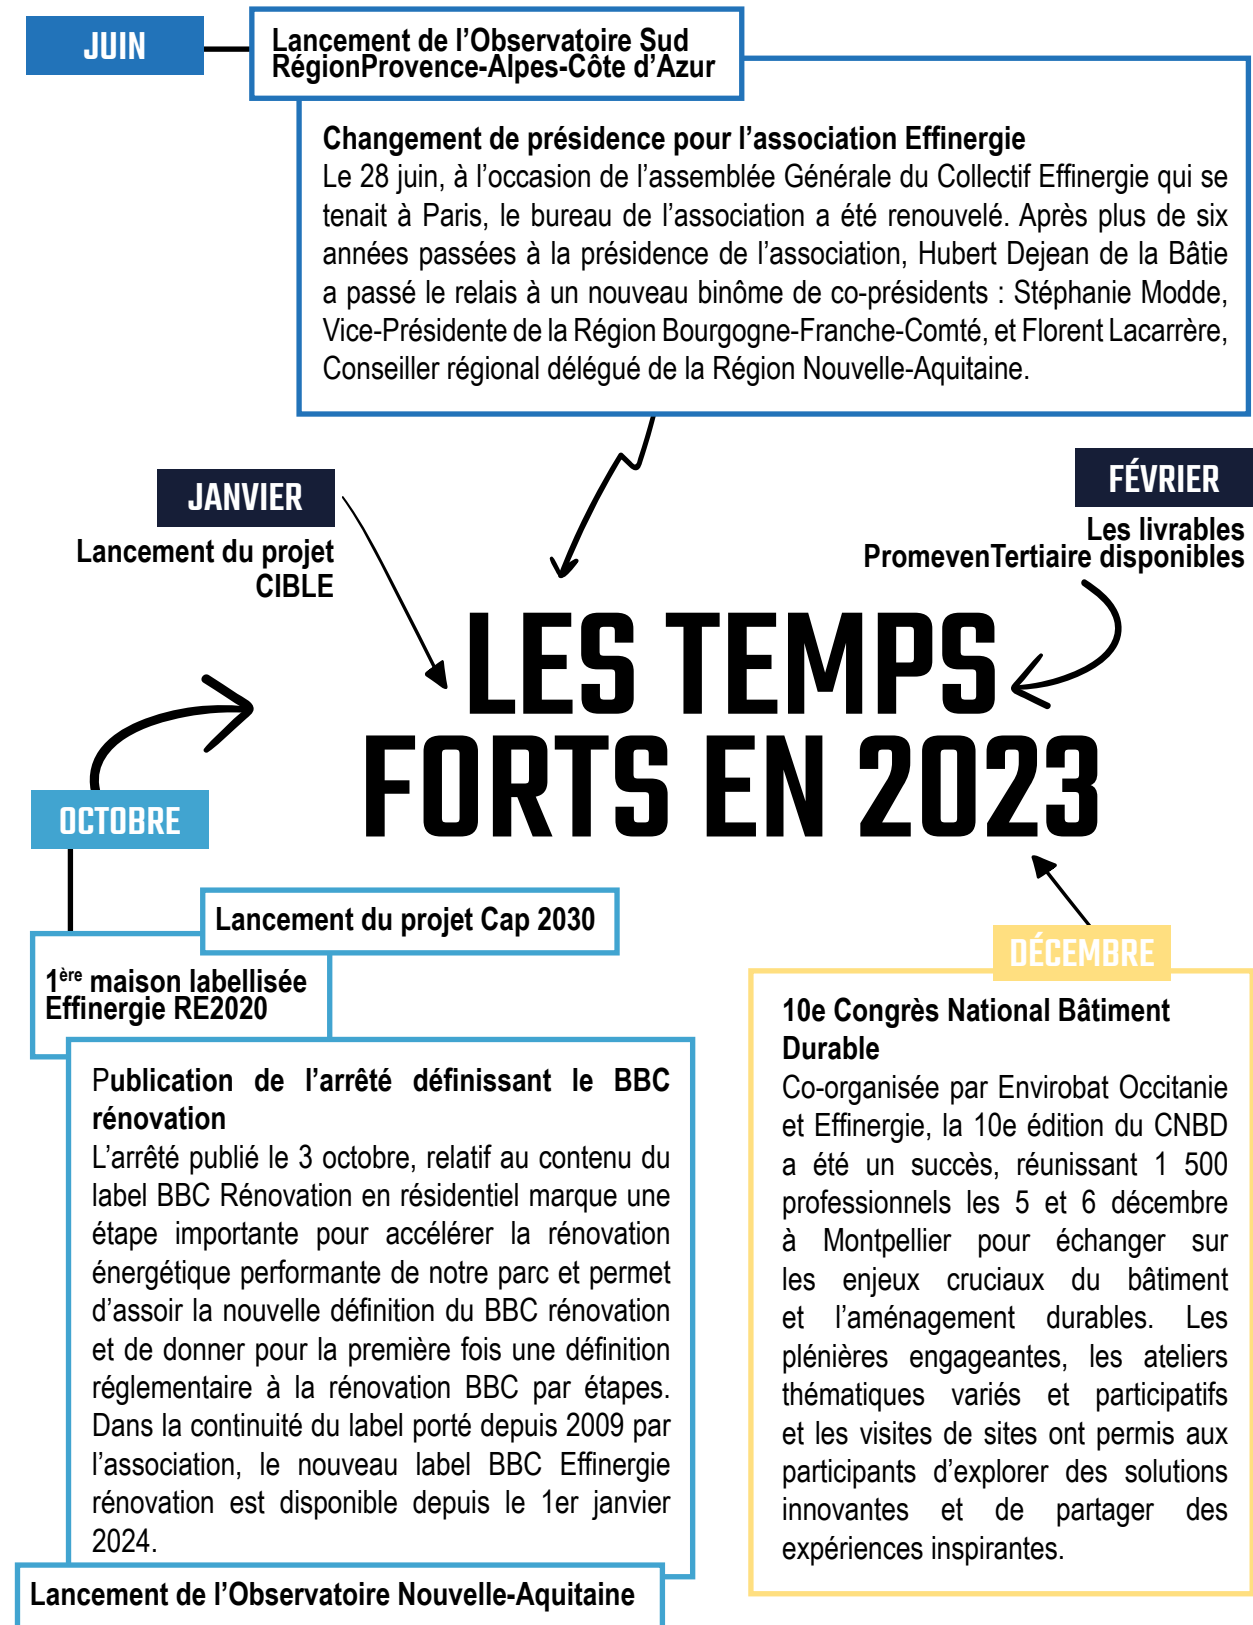 JUIN
Lancement de l’Observatoire Sud
RégionProvence-Alpes-Côte d’Azur
Changement de présidence pour l’association Effinergie
Le 28 juin, à l’occasion de l’assemblée Générale du Collectif Effinergie qui se
tenait à Paris, le bureau de l’association a été renouvelé. Après plus de six
années passées à la présidence de l’association, Hubert Dejean de la Bâtie
a passé le relais à un nouveau binôme de co-présidents : Stéphanie Modde,
Vice-Présidente de la Région Bourgogne-Franche-Comté, et Florent Lacarrère,
Conseiller régional délégué de la Région Nouvelle-Aquitaine.
JANVIER
Lancement du projet
CIBLE
FÉVRIER
Les livrables
PromevenTertiaire disponibles
LES TEMPS
FORTS EN 2023
OCTOBRE
Lancement du projet Cap 2030
1ère maison labellisée
Effinergie RE2020
Publication de l’arrêté définissant le BBC
rénovation
L’arrêté publié le 3 octobre, relatif au contenu du
label BBC Rénovation en résidentiel marque une
étape importante pour accélérer la rénovation
énergétique performante de notre parc et permet
d’assoir la nouvelle définition du BBC rénovation
et de donner pour la première fois une définition
réglementaire à la rénovation BBC par étapes.
Dans la continuité du label porté depuis 2009 par
l’association, le nouveau label BBC Effinergie
rénovation est disponible depuis le 1er janvier
2024.
Lancement de l’Observatoire Nouvelle-Aquitaine
DÉCEMBRE
10e Congrès National Bâtiment
Durable
Co-organisée par Envirobat Occitanie
et Effinergie, la 10e édition du CNBD
a été un succès, réunissant 1 500
professionnels les 5 et 6 décembre
à Montpellier pour échanger sur
les enjeux cruciaux du bâtiment
et l’aménagement durables. Les
plénières engageantes, les ateliers
thématiques variés et participatifs
et les visites de sites ont permis aux
participants d’explorer des solutions
innovantes et de partager des
expériences inspirantes.